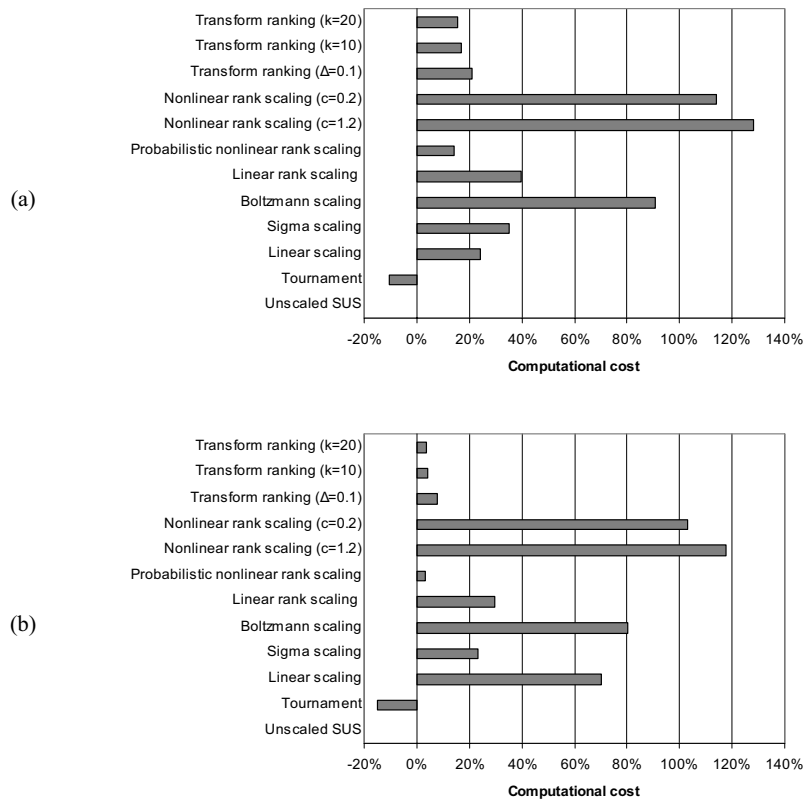 (a)
Transform ranking (k=20)
Transform ranking (k=10)
Transform ranking (Δ=0.1)
Nonlinear rank scaling (c=0.2)
Nonlinear rank scaling (c=1.2)
Probabilistic nonlinear rank scaling
Linear rank scaling
Boltzmann scaling
Sigma scaling
Linear scaling
Tournament
Unscaled SUS
-20% 0% 20% 40% 60% 80% 100% 120% 140%
Computational cost
(b)
Transform ranking (k=20)
Transform ranking (k=10)
Transform ranking (Δ=0.1)
Nonlinear rank scaling (c=0.2)
Nonlinear rank scaling (c=1.2)
Probabilistic nonlinear rank scaling
Linear rank scaling
Boltzmann scaling
Sigma scaling
Linear scaling
Tournament
Unscaled SUS
-20% 0% 20% 40% 60% 80% 100% 120% 140%
Computational cost